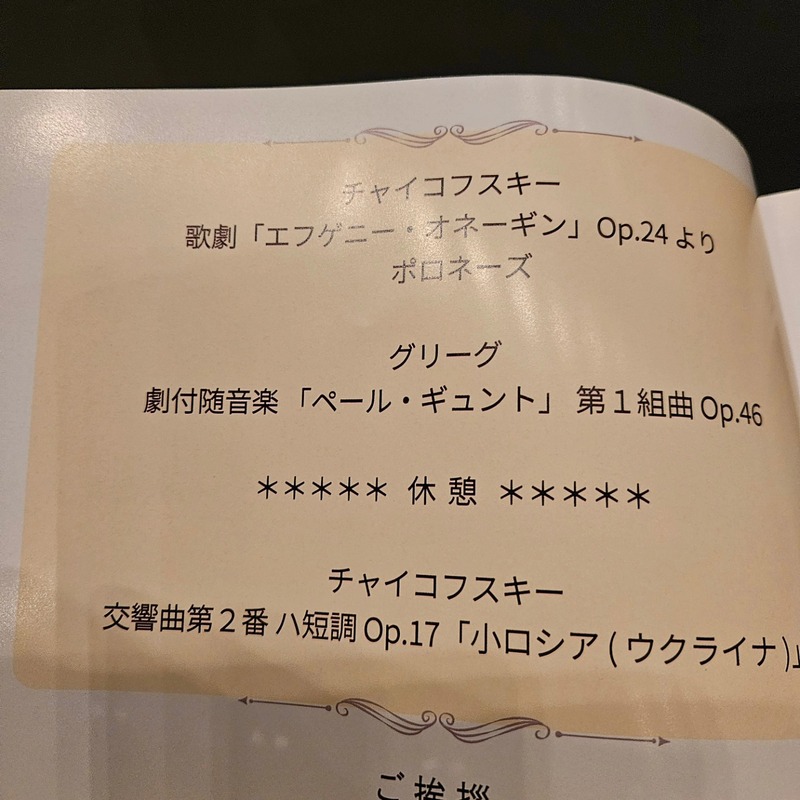 チャイコフスキー
歌劇「エフゲニー・オネーギン」Op.24 より
ポロネーズ
グリーグ
劇付随音楽 「ペール・ギュント」 第１組曲 Op.46
＊＊＊＊＊ 休 憩 ＊＊＊＊＊
チャイコフスキー
交響曲第２番 ハ短調 Op.17「小ロシア ( ウクライナ )」
ご 挨 拶